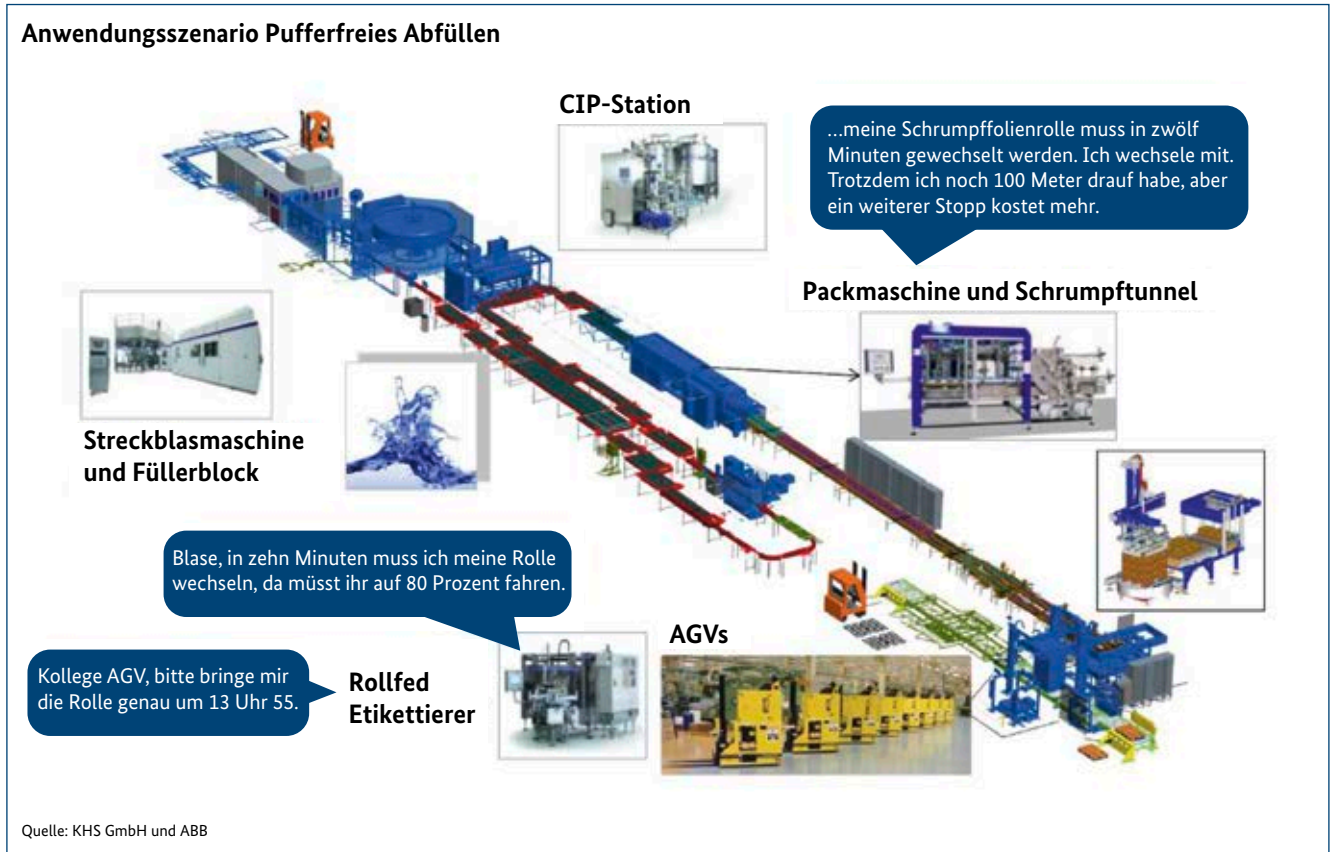 Anwendungsszenario Pufferfreies Abfüllen
CIP-Station
...meine Schrumpffolienrolle muss in zwölf
Minuten gewechselt werden. Ich wechsele mit.
Trotzdem ich noch 100 Meter drauf habe, aber
ein weiterer Stopp kostet mehr.
Packmaschine und Schrumpftunnel
Streckblasmaschine
und Füllerblock
Blase, in zehn Minuten muss ich meine Rolle
wechseln, da müsst ihr auf 80 Prozent fahren.
AGVs
Kollege AGV, bitte bringe mir
die Rolle genau um 13 Uhr 55.
Rollfed
Etikettierer
Quelle: KHS GmbH und ABB